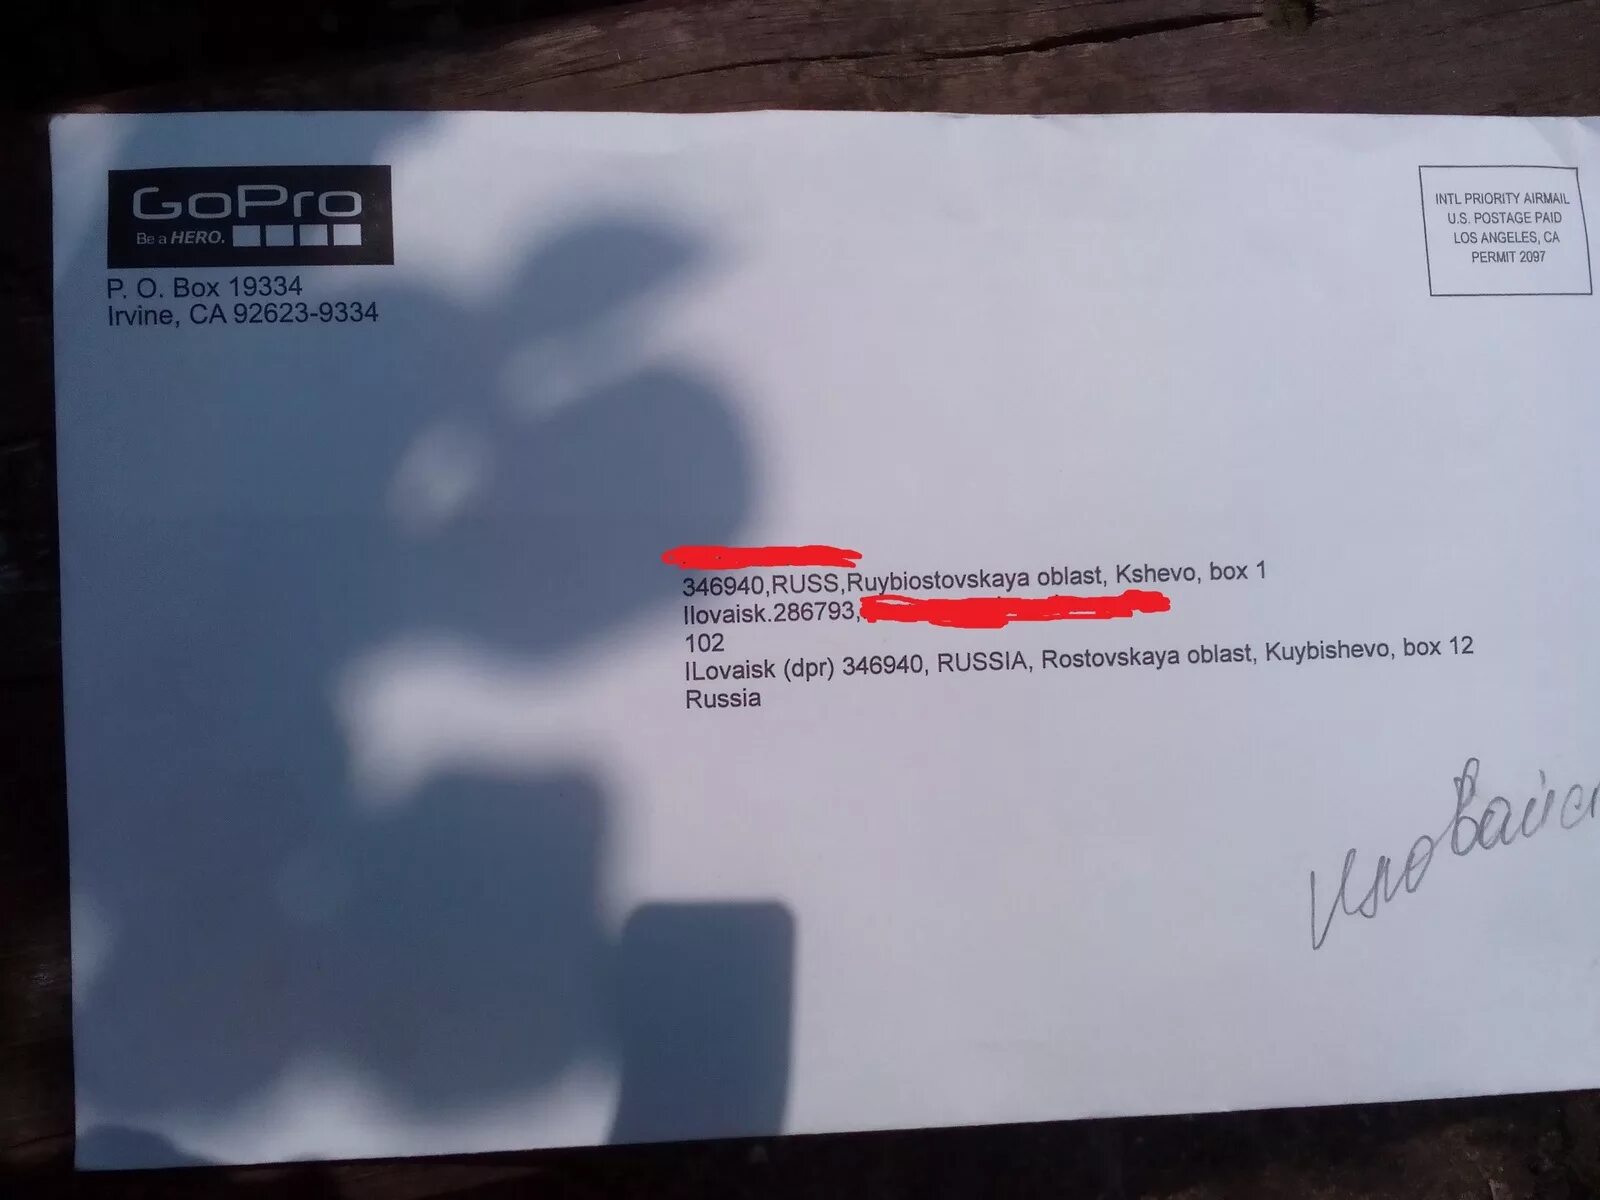 GoPro
Be a HERO.
P. O. Box 19334
Irvine, CA 92623-9334
INTL PRIORITY AIRMAIL
U.S. POSTAGE PAID
LOS ANGELES, CA
PERMIT 2097
346940,RUSS,Ruybiostovskaya oblast, Kshevo, box 1
Ilovaisk.286793,
102
ILovaisk (dpr) 346940, RUSSIA, Rostovskaya oblast, Kuybishevo, box 12
Russia